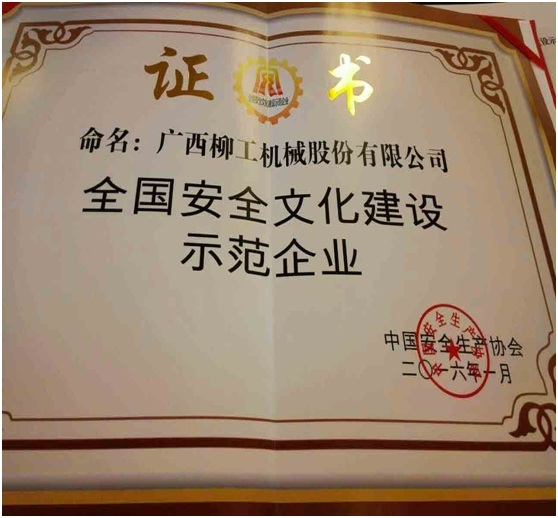 证 书
命名：广西柳工机械股份有限公司
全国安全文化建设
示范企业
中国安全生产协会
二〇一六年一月